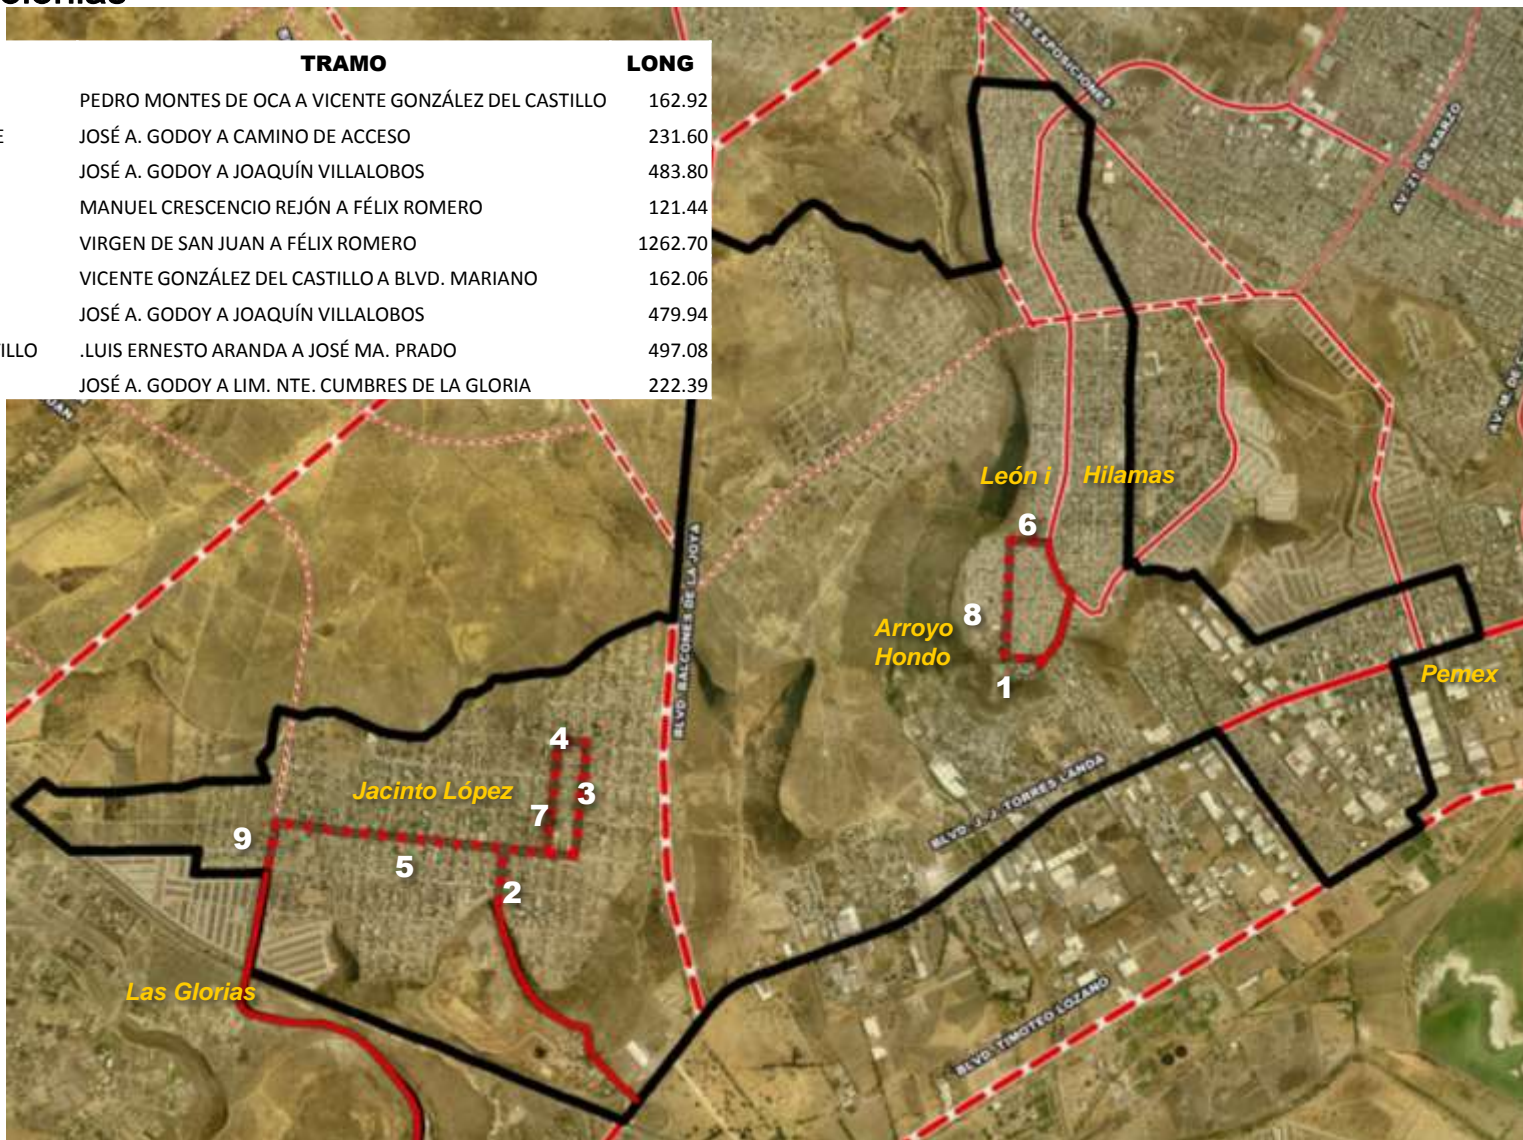 TRAMO LONG
PEDRO MONTES DE OCA A VICENTE GONZÁLEZ DEL CASTILLO 162.92
JOSÉ A. GODOY A CAMINO DE ACCESO 231.60
JOSÉ A. GODOY A JOAQUÍN VILLALOBOS 483.80
MANUEL CRESCENCIO REJÓN A FÉLIX ROMERO 121.44
VIRGEN DE SAN JUAN A FÉLIX ROMERO 1262.70
VICENTE GONZÁLEZ DEL CASTILLO A BLVD. MARIANO 162.06
JOSÉ A. GODOY A JOAQUÍN VILLALOBOS 479.94
.LUIS ERNESTO ARANDA A JOSÉ MA. PRADO 497.08
JOSÉ A. GODOY A LIM. NTE. CUMBRES DE LA GLORIA 222.39
LAS EXPOSICIONES
AV. 21 DE MARZO
León i
Hilamas
6
BLVD. BALCONES DE LA JOYA
8
Arroyo
Hondo
1
Pemex
4
Jacinto López
3
7
9
5
2
BLVD. J. J. TORRES LANDA
Las Glorias
BLVD. TIMOTEO LOZANO